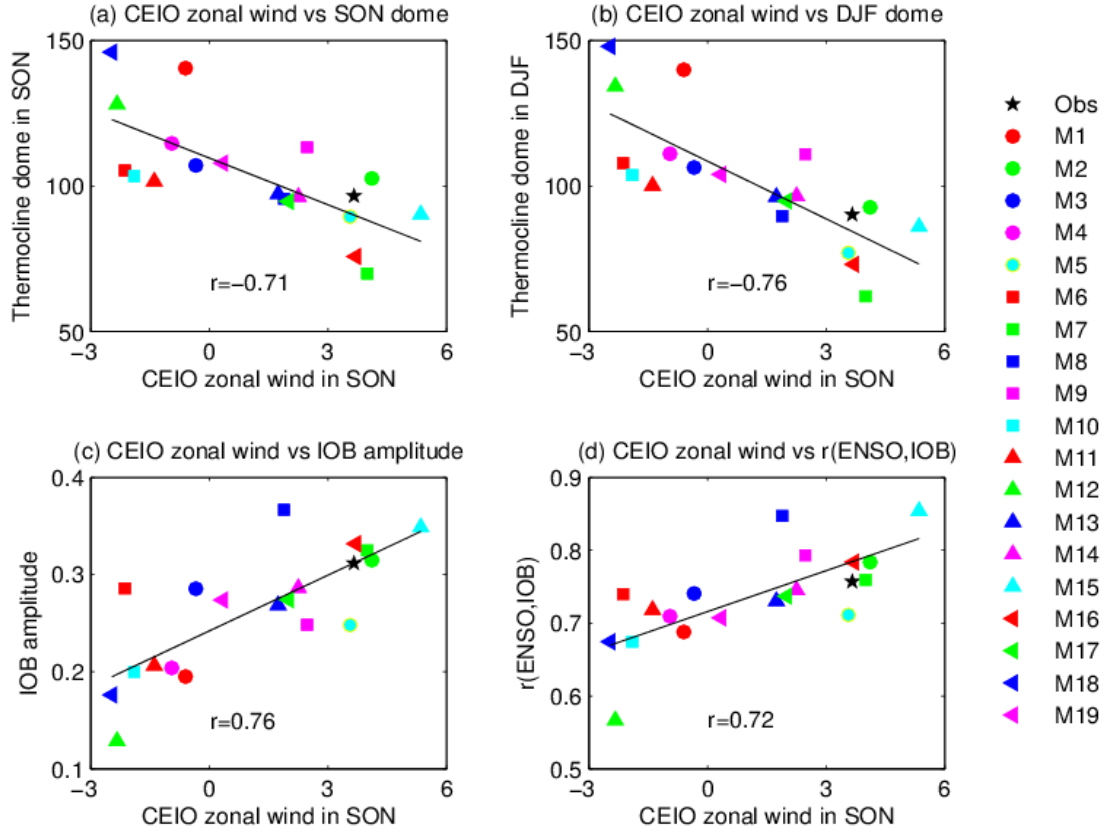 (a) CEIO zonal wind vs SON dome
Thermocline dome in SON
150
100
50
r=−0.71
−3 0 3 6
CEIO zonal wind in SON
(b) CEIO zonal wind vs DJF dome
Thermocline dome in DJF
150
100
50
r=−0.76
−3 0 3 6
CEIO zonal wind in SON
(c) CEIO zonal wind vs IOB amplitude
IOB amplitude
0.4
0.3
0.2
0.1
r=0.76
−3 0 3 6
CEIO zonal wind in SON
(d) CEIO zonal wind vs r(ENSO,IOB)
r(ENSO,IOB)
0.9
0.8
0.7
0.6
0.5
r=0.72
−3 0 3 6
CEIO zonal wind in SON
Obs
M1
M2
M3
M4
M5
M6
M7
M8
M9
M10
M11
M12
M13
M14
M15
M16
M17
M18
M19